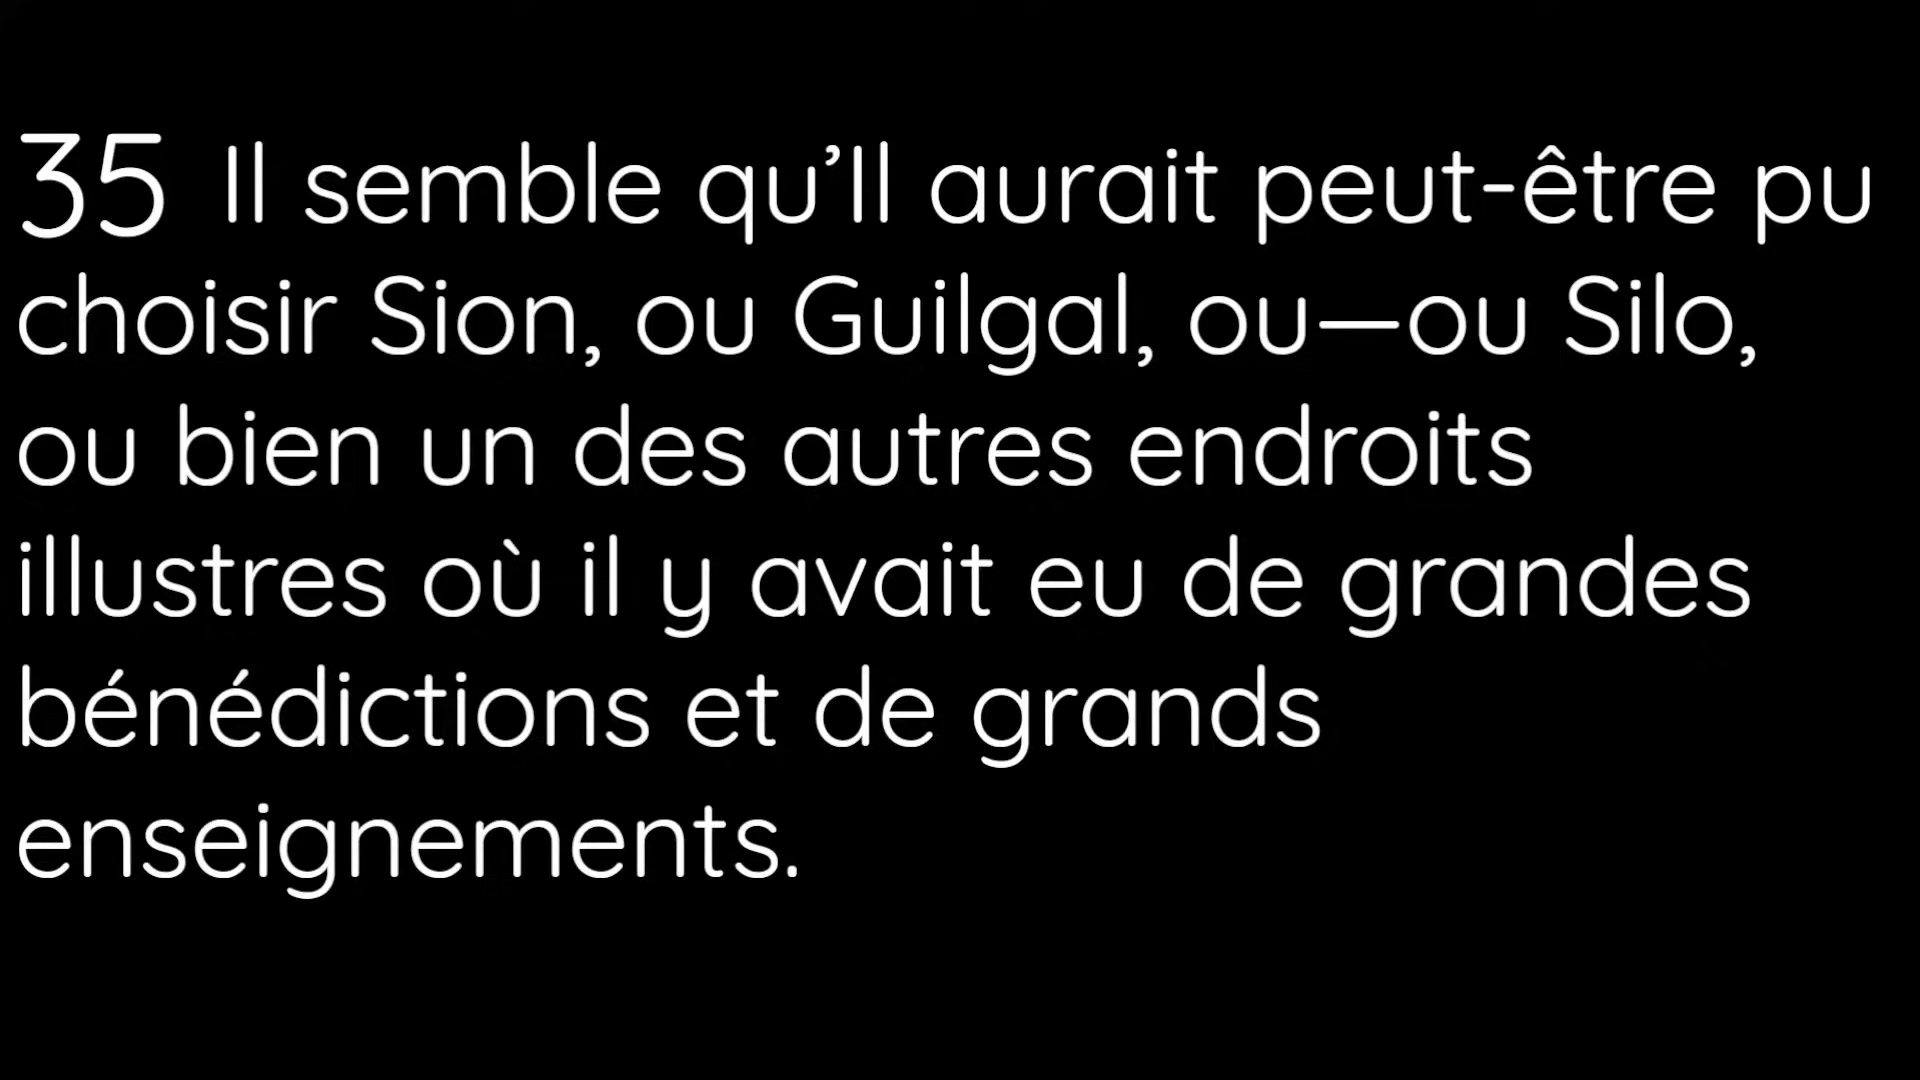 35 Il semble qu’Il aurait peut-être pu
choisir Sion, ou Guilgal, ou—ou Silo,
ou bien un des autres endroits
illustres où il y avait eu de grandes
bénédictions et de grands
enseignements.